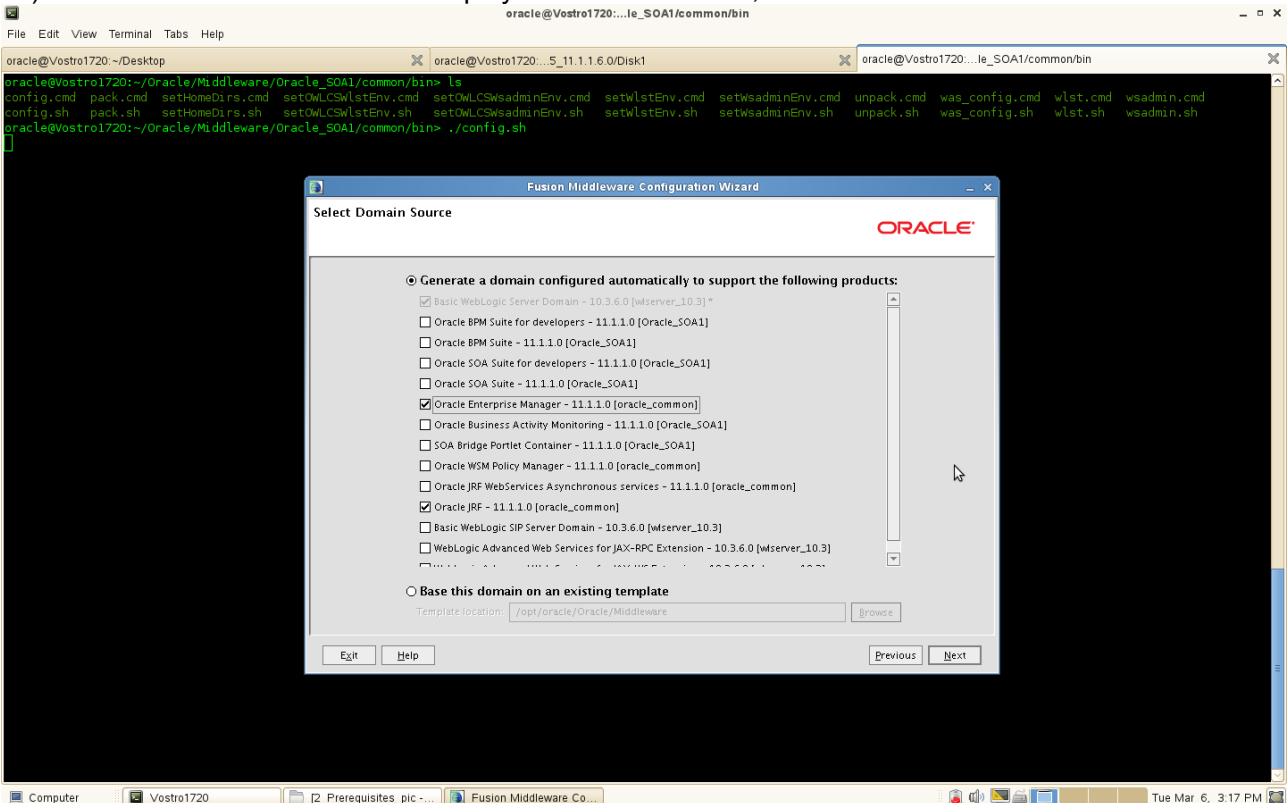 oracle@Vostro1720:...le_SOA1/common/bin
File Edit View Terminal Tabs Help
oracle@Vostro1720:~/Desktop
oracle@Vostro1720:...5_11.1.1.6.0/Disk1
oracle@Vostro1720:...le_SOA1/common/bin
oracle@Vostro1720:~/Oracle/Middleware/Oracle_SOA1/common/bin> ls
config.cmd pack.cmd setHomeDirs.cmd setOWLCSWlstEnv.cmd setOWLCSWsadminEnv.cmd setWlstEnv.cmd setWsadminEnv.cmd unpack.cmd was_config.cmd wlst.cmd wsadmin.cmd
config.sh pack.sh setHomeDirs.sh setOWLCSWlstEnv.sh setOWLCSWsadminEnv.sh setWlstEnv.sh setWsadminEnv.sh unpack.sh was_config.sh wlst.sh wsadmin.sh
oracle@Vostro1720:~/Oracle/Middleware/Oracle_SOA1/common/bin> ./config.sh
Fusion Middleware Configuration Wizard
Select Domain Source
ORACLE
Generate a domain configured automatically to support the following products:
Basic WebLogic Server Domain - 10.3.6.0 [wlserver_10.3] *
Oracle BPM Suite for developers - 11.1.1.0 [Oracle_SOA1]
Oracle BPM Suite - 11.1.1.0 [Oracle_SOA1]
Oracle SOA Suite for developers - 11.1.1.0 [Oracle_SOA1]
Oracle SOA Suite - 11.1.1.0 [Oracle_SOA1]
Oracle Enterprise Manager - 11.1.1.0 [oracle_common]
Oracle Business Activity Monitoring - 11.1.1.0 [Oracle_SOA1]
SOA Bridge Portlet Container - 11.1.1.0 [Oracle_SOA1]
Oracle WSM Policy Manager - 11.1.1.0 [oracle_common]
Oracle JRF WebServices Asynchronous services - 11.1.1.0 [oracle_common]
Oracle JRF - 11.1.1.0 [oracle_common]
Basic WebLogic SIP Server Domain - 10.3.6.0 [wlserver_10.3]
WebLogic Advanced Web Services for JAX-RPC Extension - 10.3.6.0 [wlserver_10.3]
Base this domain on an existing template
Template location: /opt/oracle/Oracle/Middleware Browse
Exit Help Previous Next
Computer Vostro1720 [2_Prerequisites_pic -... Fusion Middleware Co... Tue Mar 6, 3:17 PM